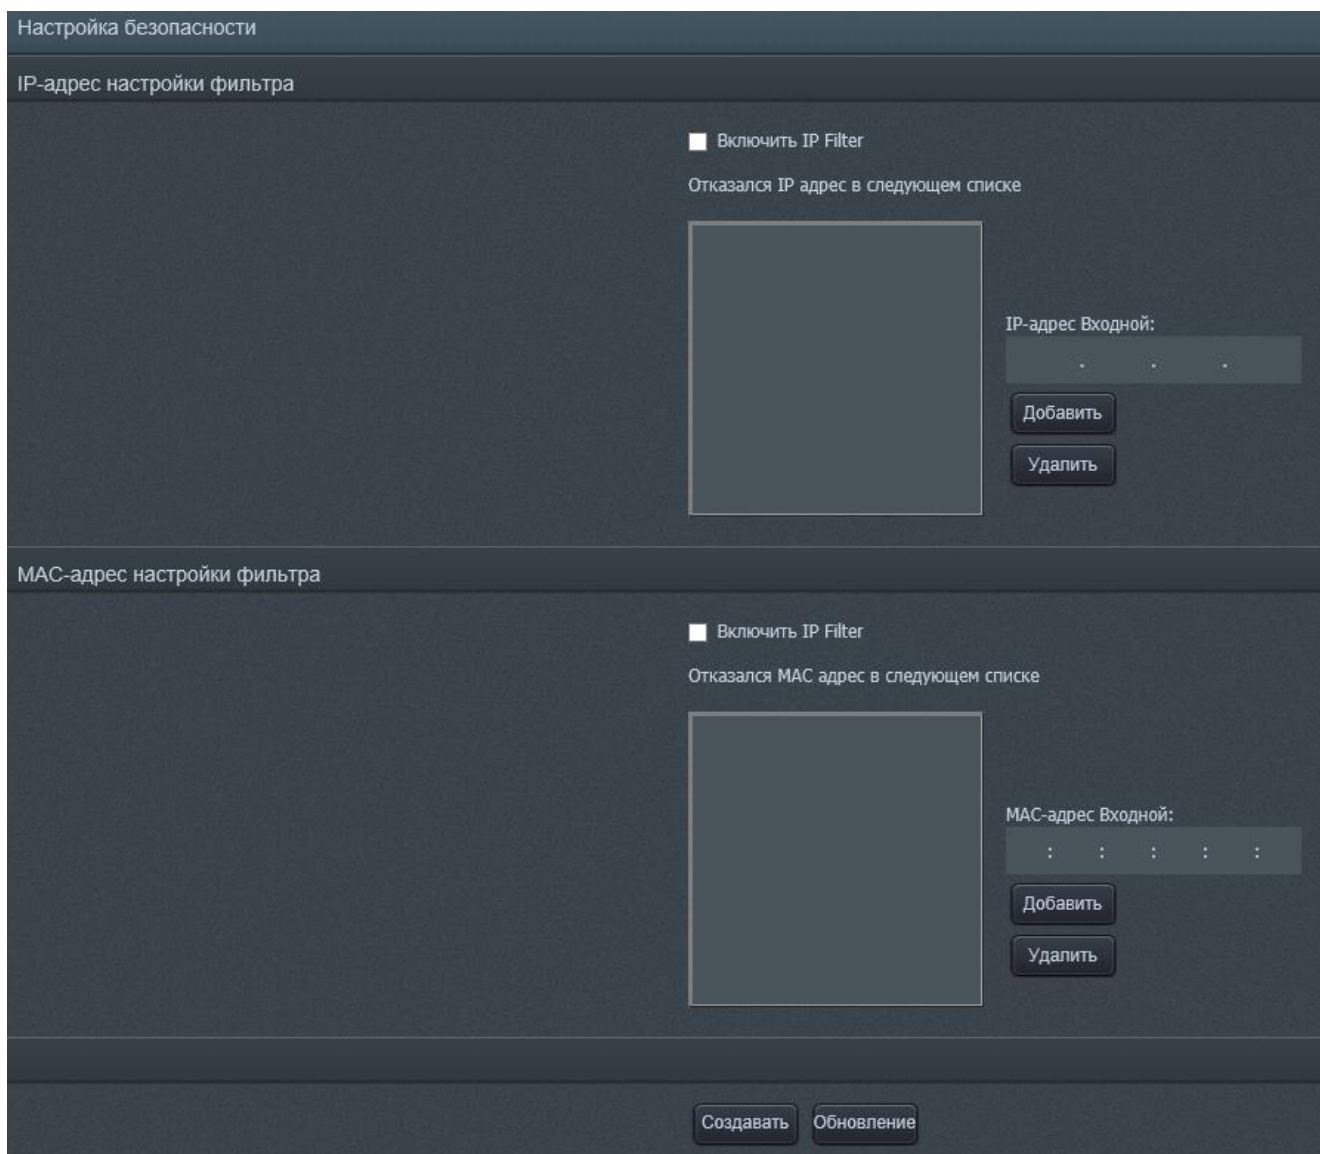 Настройка безопасности
IP-адрес настройки фильтра
Включить IP Filter
Отказался IP адрес в следующем списке
IP-адрес Входной:
. . .
Добавить
Удалить
MAC-адрес настройки фильтра
Включить IP Filter
Отказался MAC адрес в следующем списке
MAC-адрес Входной:
: : : : :
Добавить
Удалить
Создавать Обновление